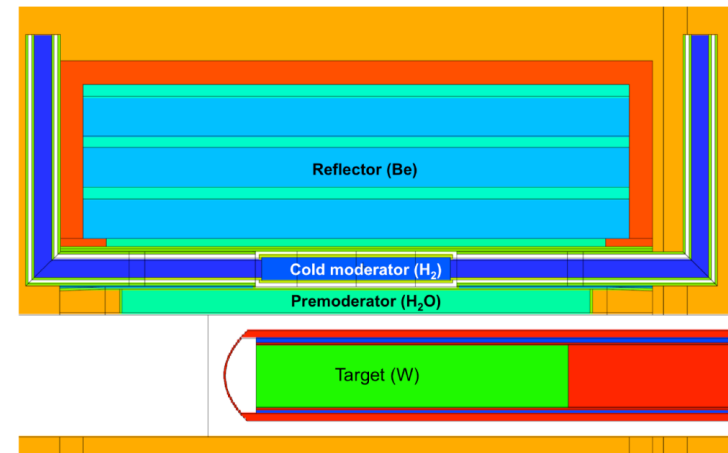 Reflector (Be)
Cold moderator (H₂)
Premoderator (H₂O)
Target (W)